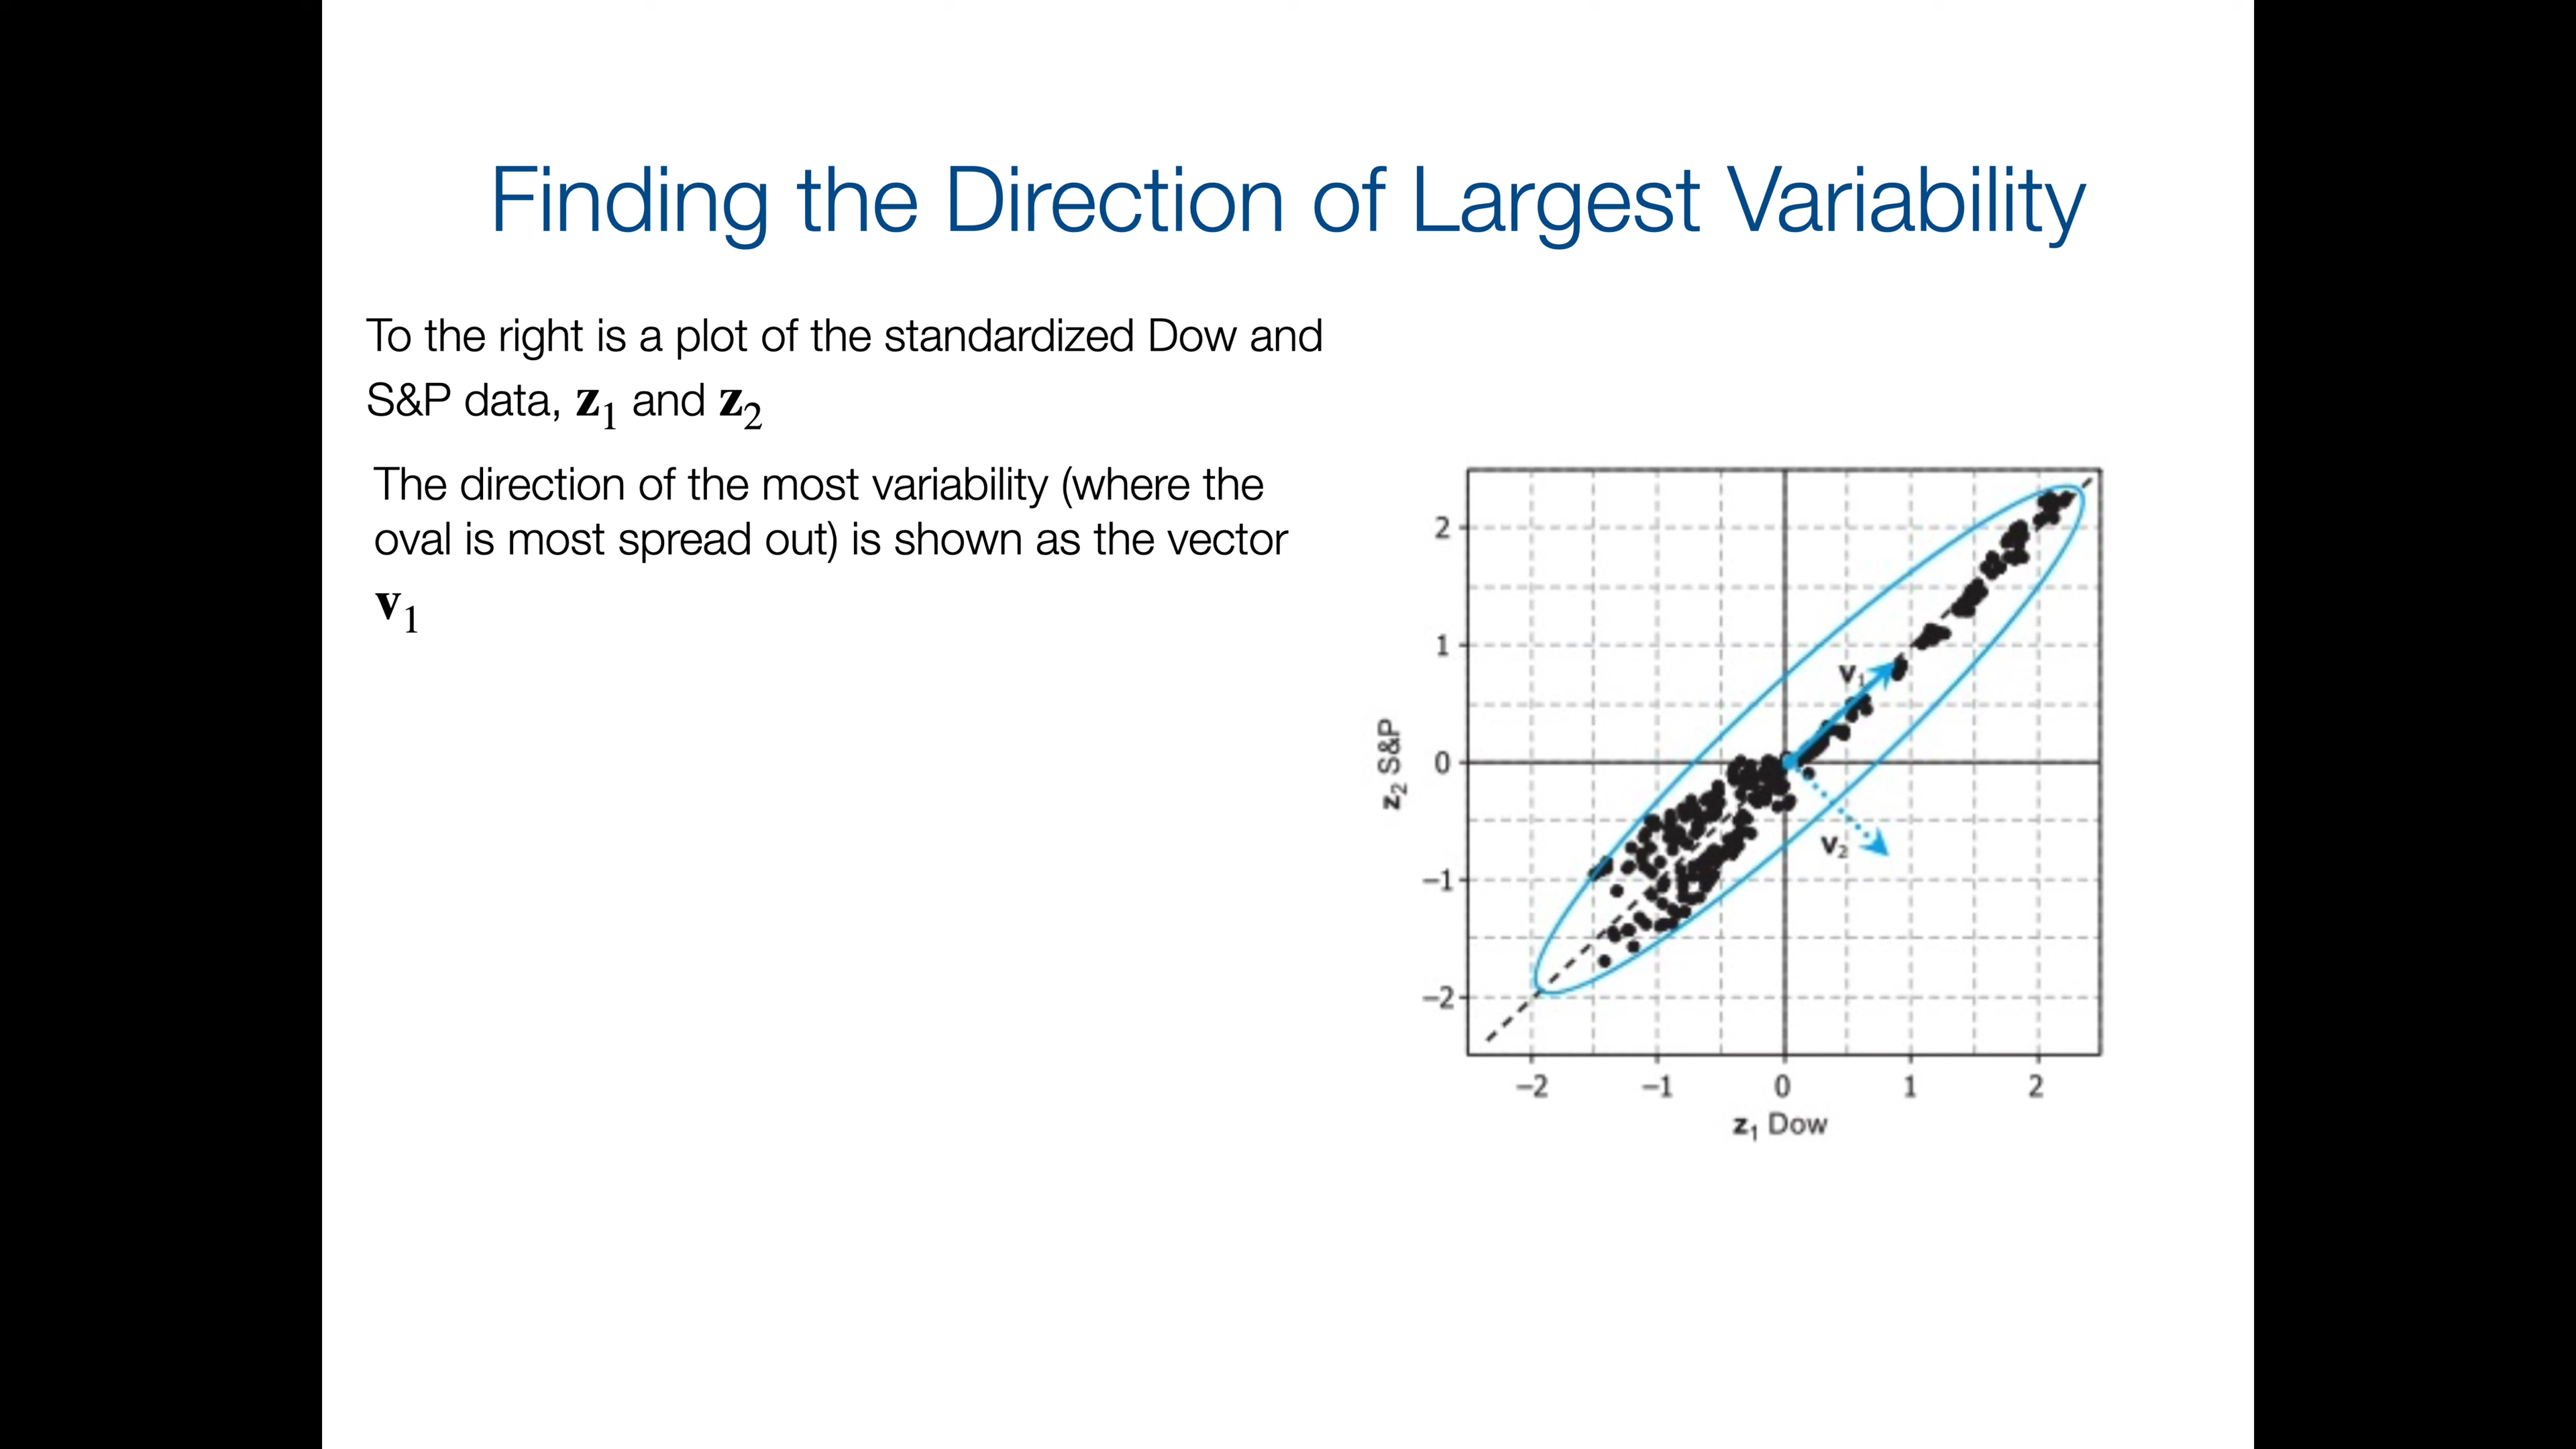 Finding the Direction of Largest Variability
To the right is a plot of the standardized Dow and
S&P data, z₁ and z₂
The direction of the most variability (where the
oval is most spread out) is shown as the vector
v₁
2
1
0
−1
−2
z₂ S&P
v₁
v₂
−2 −1 0 1 2
z₁ Dow